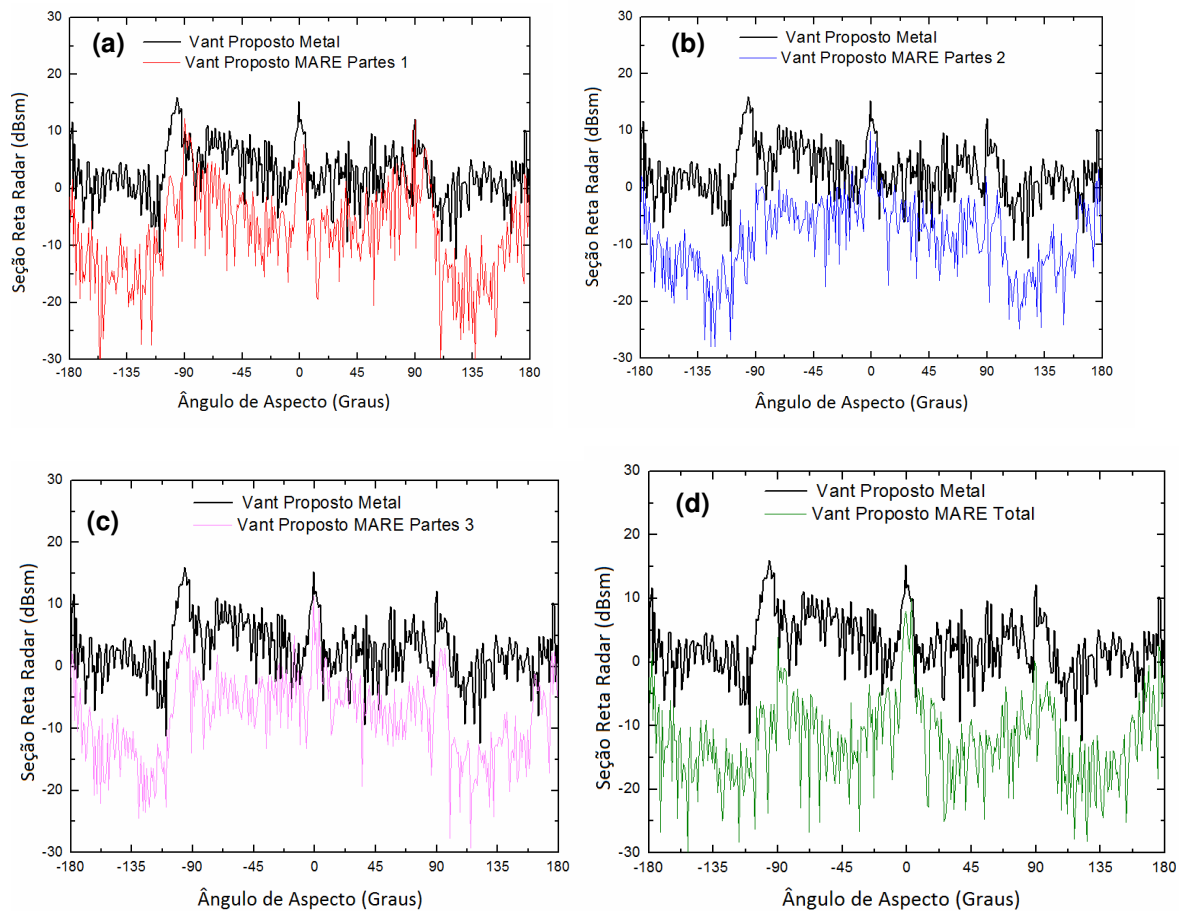 (a)
Vant Proposto Metal
Vant Proposto MARE Partes 1
Seção Reta Radar (dBsm)
30
20
10
0
-10
-20
-30
-180 -135 -90 -45 0 45 90 135 180
Ângulo de Aspecto (Graus)
(b)
Vant Proposto Metal
Vant Proposto MARE Partes 2
Seção Reta Radar (dBsm)
30
20
10
0
-10
-20
-30
-180 -135 -90 -45 0 45 90 135 180
Ângulo de Aspecto (Graus)
(c)
Vant Proposto Metal
Vant Proposto MARE Partes 3
Seção Reta Radar (dBsm)
30
20
10
0
-10
-20
-30
-180 -135 -90 -45 0 45 90 135 180
Ângulo de Aspecto (Graus)
(d)
Vant Proposto Metal
Vant Proposto MARE Total
Seção Reta Radar (dBsm)
30
20
10
0
-10
-20
-30
-180 -135 -90 -45 0 45 90 135 180
Ângulo de Aspecto (Graus)